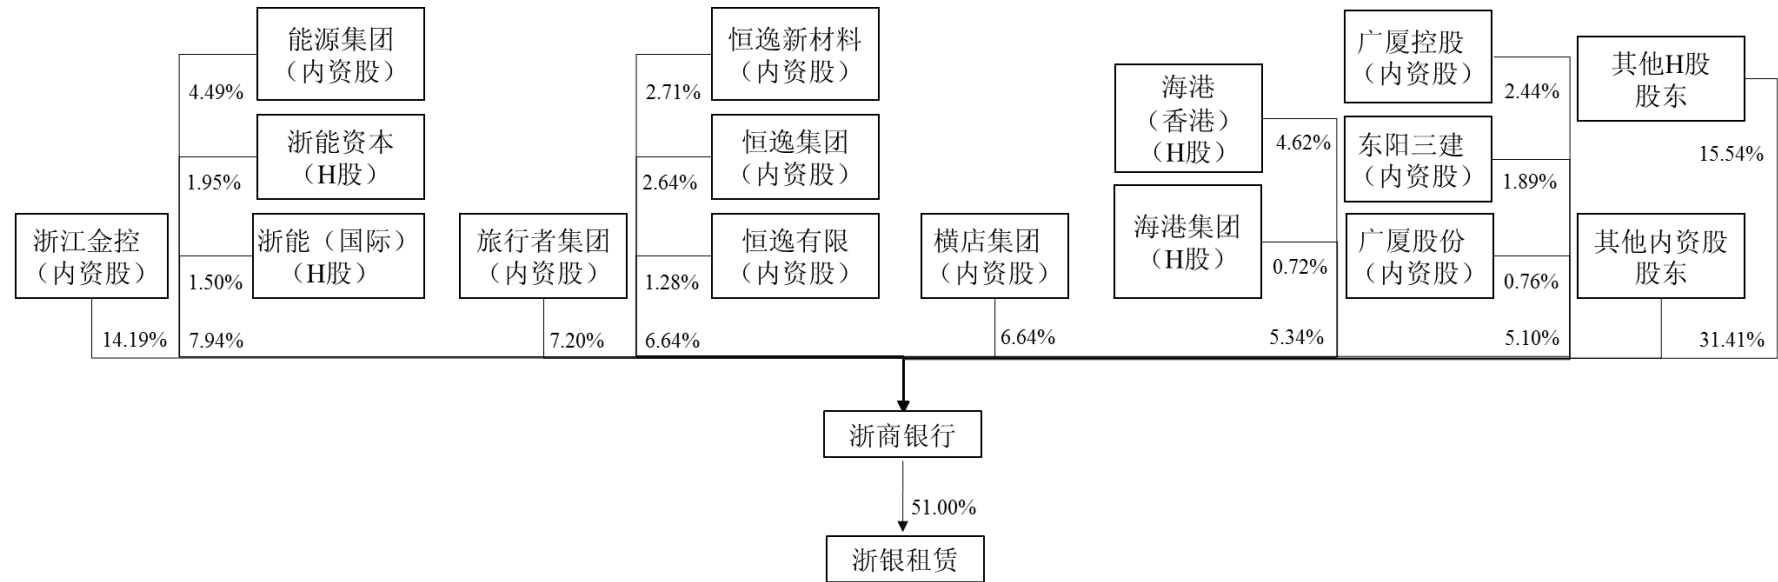 能源集团
（内资股）
4.49%
浙能资本
（H股）
1.95%
浙江金控
（内资股）
14.19%
浙能（国际）
（H股）
1.50%
7.94%
旅行者集团
（内资股）
7.20%
恒逸新材料
（内资股）
2.71%
恒逸集团
（内资股）
2.64%
恒逸有限
（内资股）
1.28%
6.64%
横店集团
（内资股）
6.64%
海港
（香港）
（H股）
4.62%
海港集团
（H股）
0.72%
5.34%
广厦控股
（内资股）
2.44%
东阳三建
（内资股）
1.89%
广厦股份
（内资股）
0.76%
5.10%
其他H股
股东
15.54%
其他内资股
股东
31.41%
浙商银行
51.00%
浙银租赁